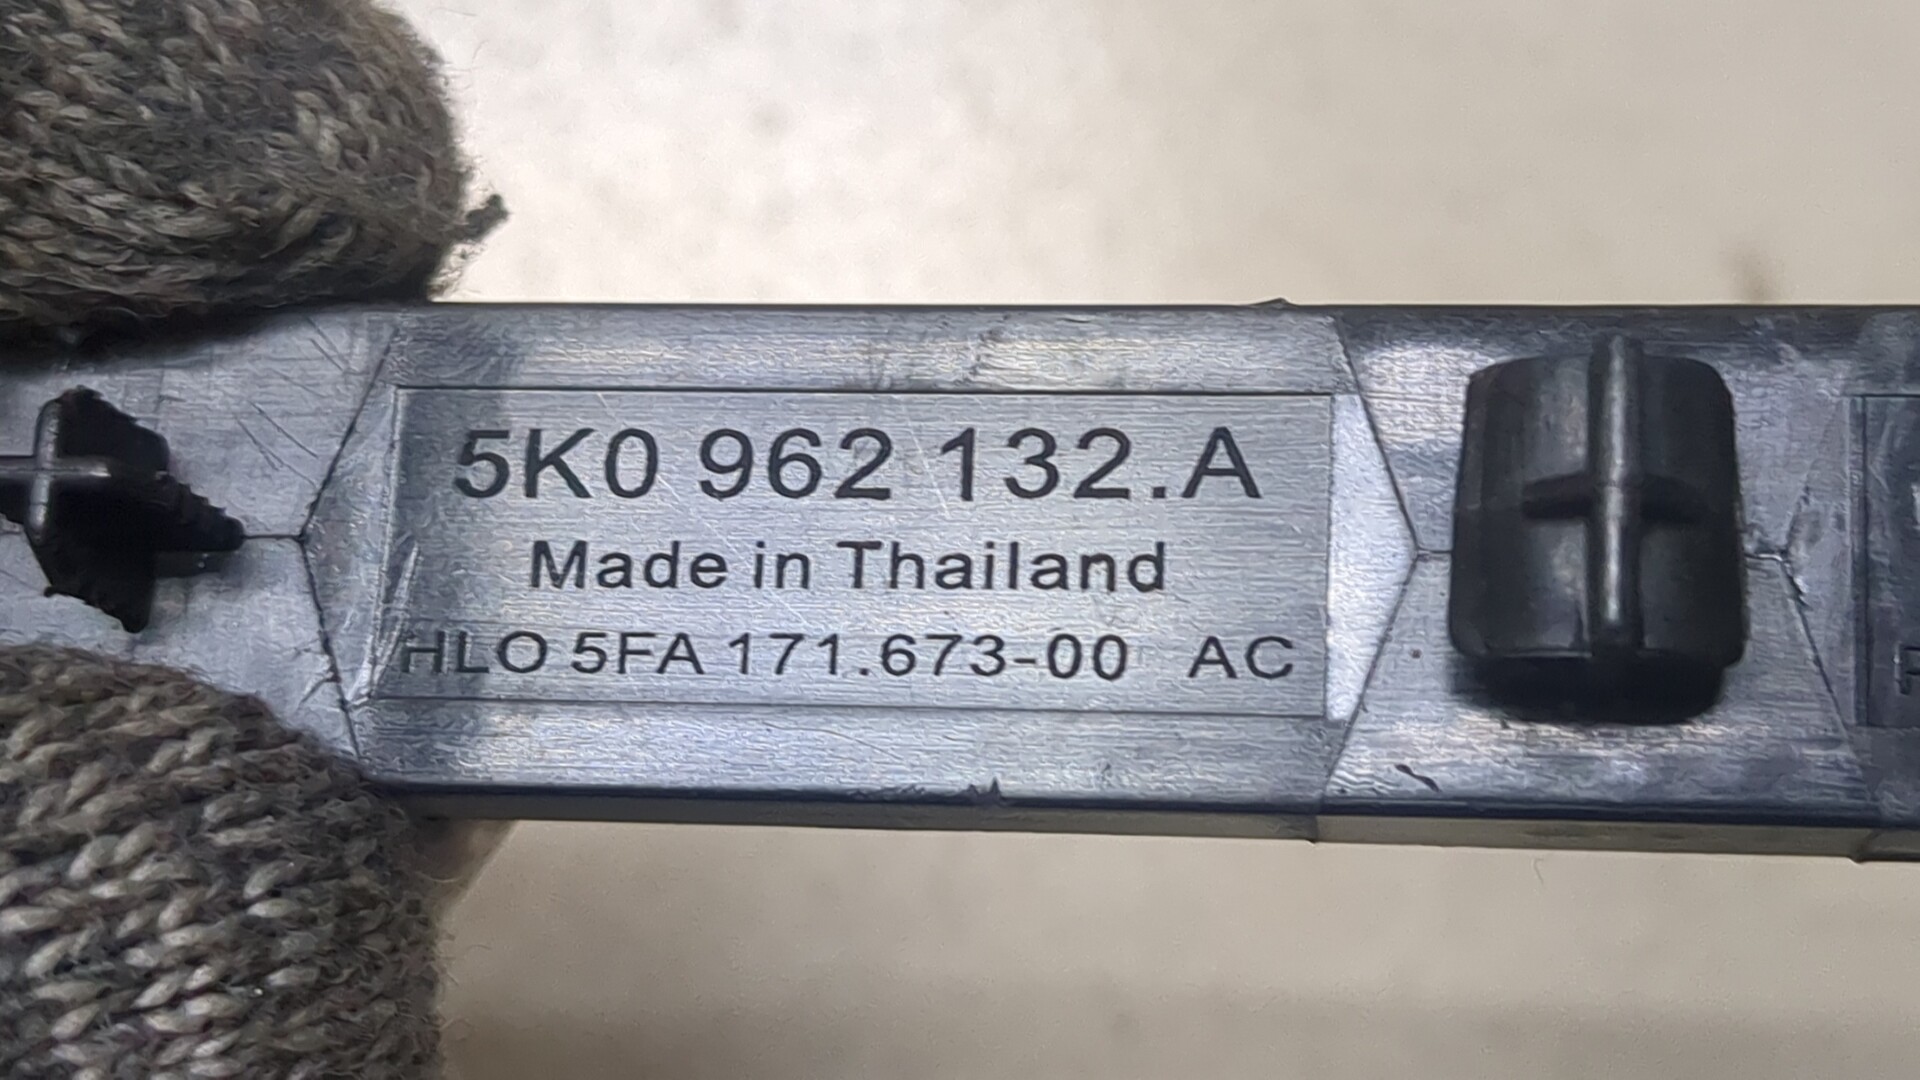 5K0 962 132.A
Made in Thailand
HLO 5FA 171.673-00 AC